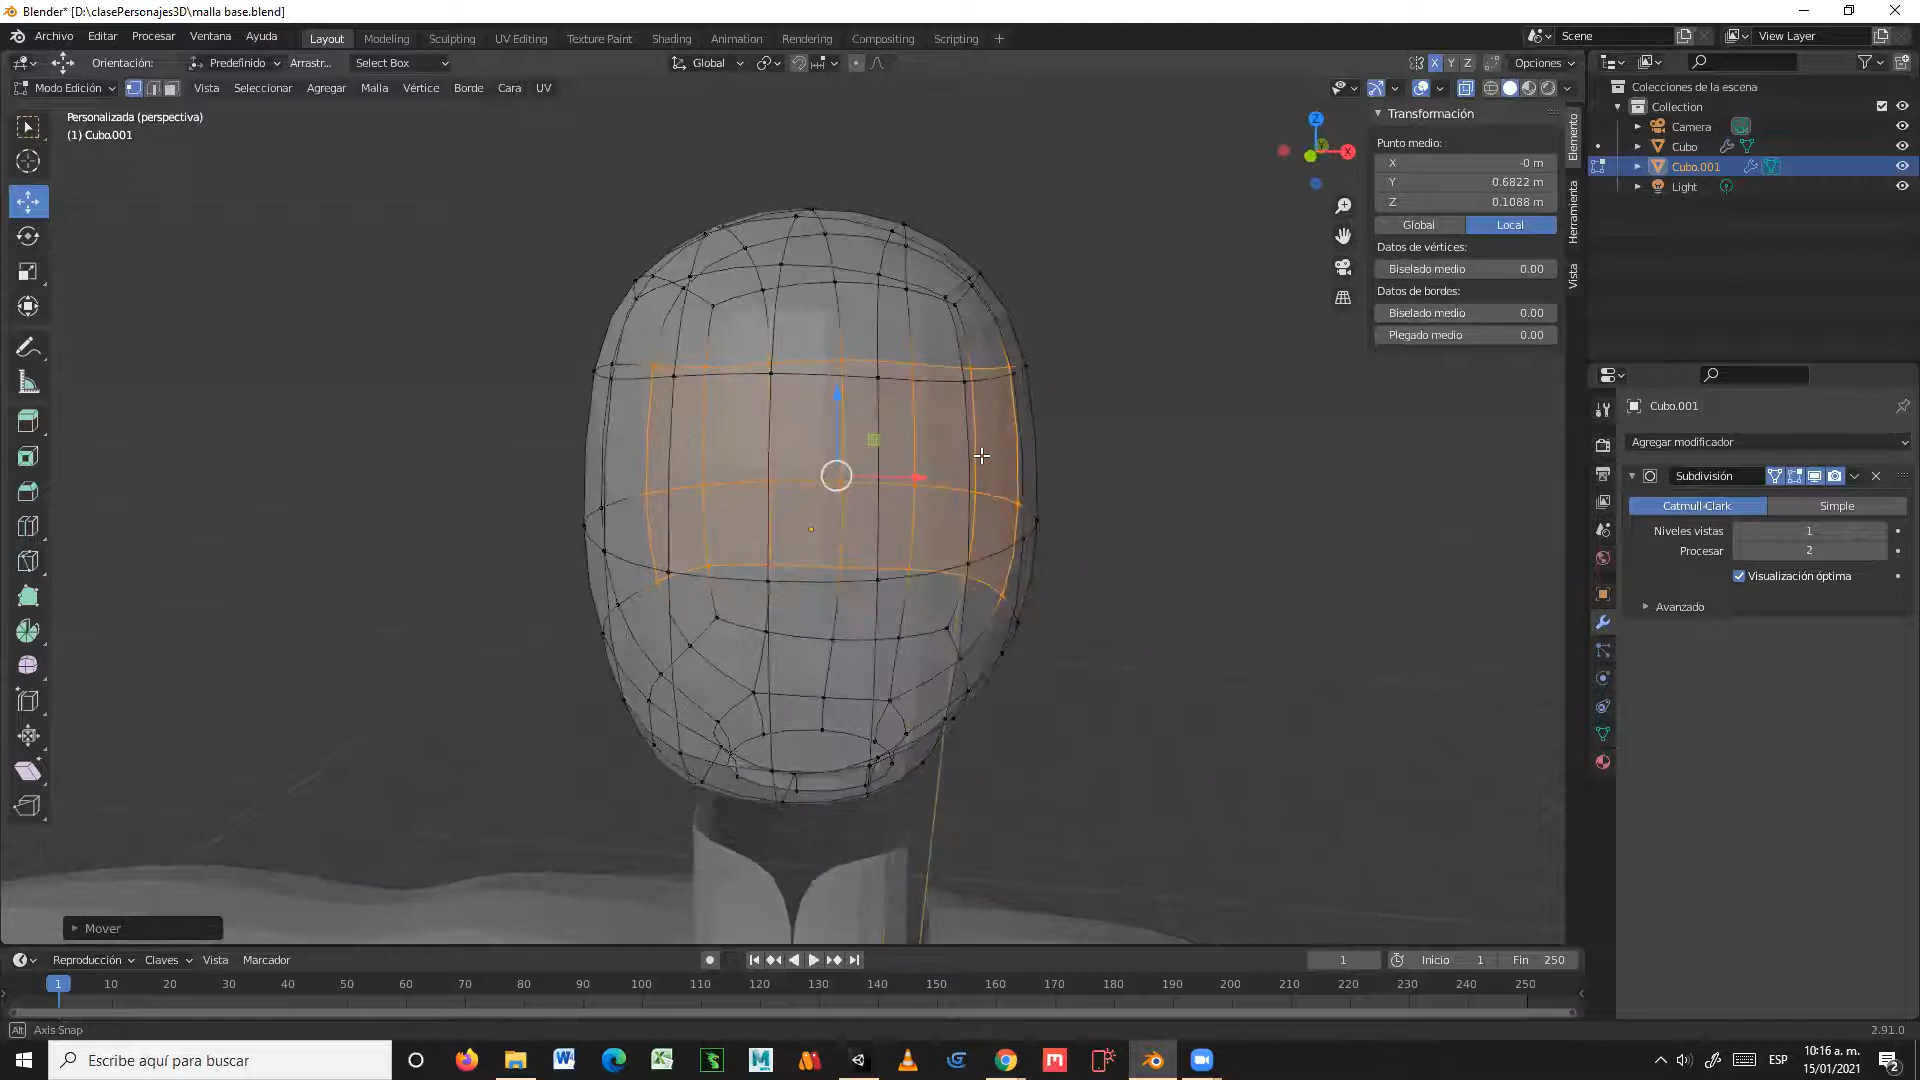 Blender* [D:\clasePersonajes3D\malla base.blend]
Archivo Editar Procesar Ventana Ayuda Layout Modeling Sculpting UV Editing Texture Paint Shading Animation Rendering Compositing Scripting + Scene View Layer
Orientación: Predefinido Arrastr... Select Box Global X Y Z Opciones
Modo Edición Vista Seleccionar Agregar Malla Vértice Borde Cara UV
Personalizada (perspectiva)
(1) Cubo.001
Z
X
Transformación
Punto medio:
X -0 m
Y 0.6822 m
Z 0.1088 m
Global Local
Datos de vértices:
Biselado medio 0.00
Datos de bordes:
Biselado medio 0.00
Plegado medio 0.00
Elemento
Herramienta
Vista
Colecciones de la escena
Collection
Camera
Cubo
Cubo.001
Light
Cubo.001
Agregar modificador
Subdivisión
Catmull-Clark Simple
Niveles vistas 1
Procesar 2
Visualización óptima
Avanzado
Mover
Reproducción Claves Vista Marcador 1 Inicio 1 Fin 250
1 10 20 30 40 50 60 70 80 90 100 110 120 130 140 150 160 170 180 190 200 210 220 230 240 250
Alt Axis Snap 2.91.0
Escribe aquí para buscar ESP 10:16 a. m.
15/01/2021
2